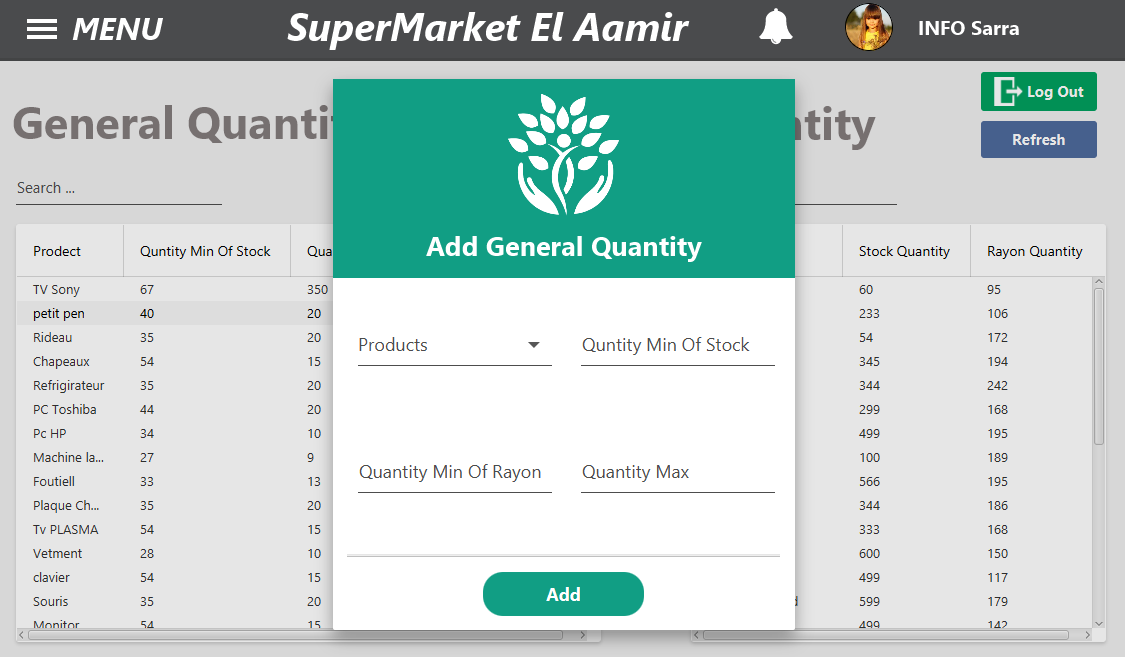 MENU SuperMarket El Aamir INFO Sarra
Log Out
General Quanti
ntity
Refresh
Search ...
Add General Quantity
Prodect Quntity Min Of Stock Qua Stock Quantity Rayon Quantity
TV Sony 67 350 60 95
petit pen 40 20 233 106
Rideau 35 20 54 172
Chapeaux 54 15 345 194
Refrigirateur 35 20 344 242
PC Toshiba 44 20 299 168
Pc HP 34 10 499 195
Machine la... 27 9 100 189
Foutiell 33 13 566 195
Plaque Ch... 35 20 344 186
Tv PLASMA 54 15 333 168
Vetment 28 10 600 150
clavier 54 15 499 117
Souris 35 20 599 179
Monitor 54 15 499 142
Products Quntity Min Of Stock
Quantity Min Of Rayon Quantity Max
Add